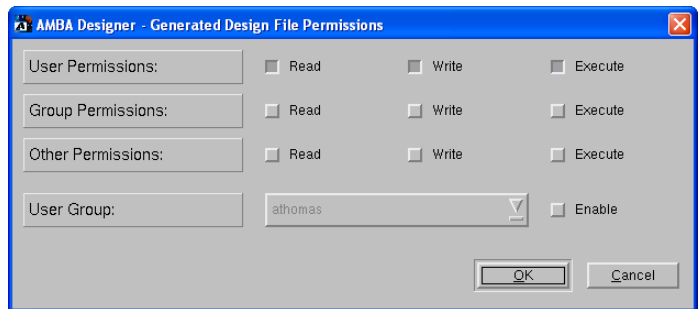 AMBA Designer - Generated Design File Permissions
User Permissions: Read Write Execute
Group Permissions: Read Write Execute
Other Permissions: Read Write Execute
User Group: athomas Enable
OK Cancel